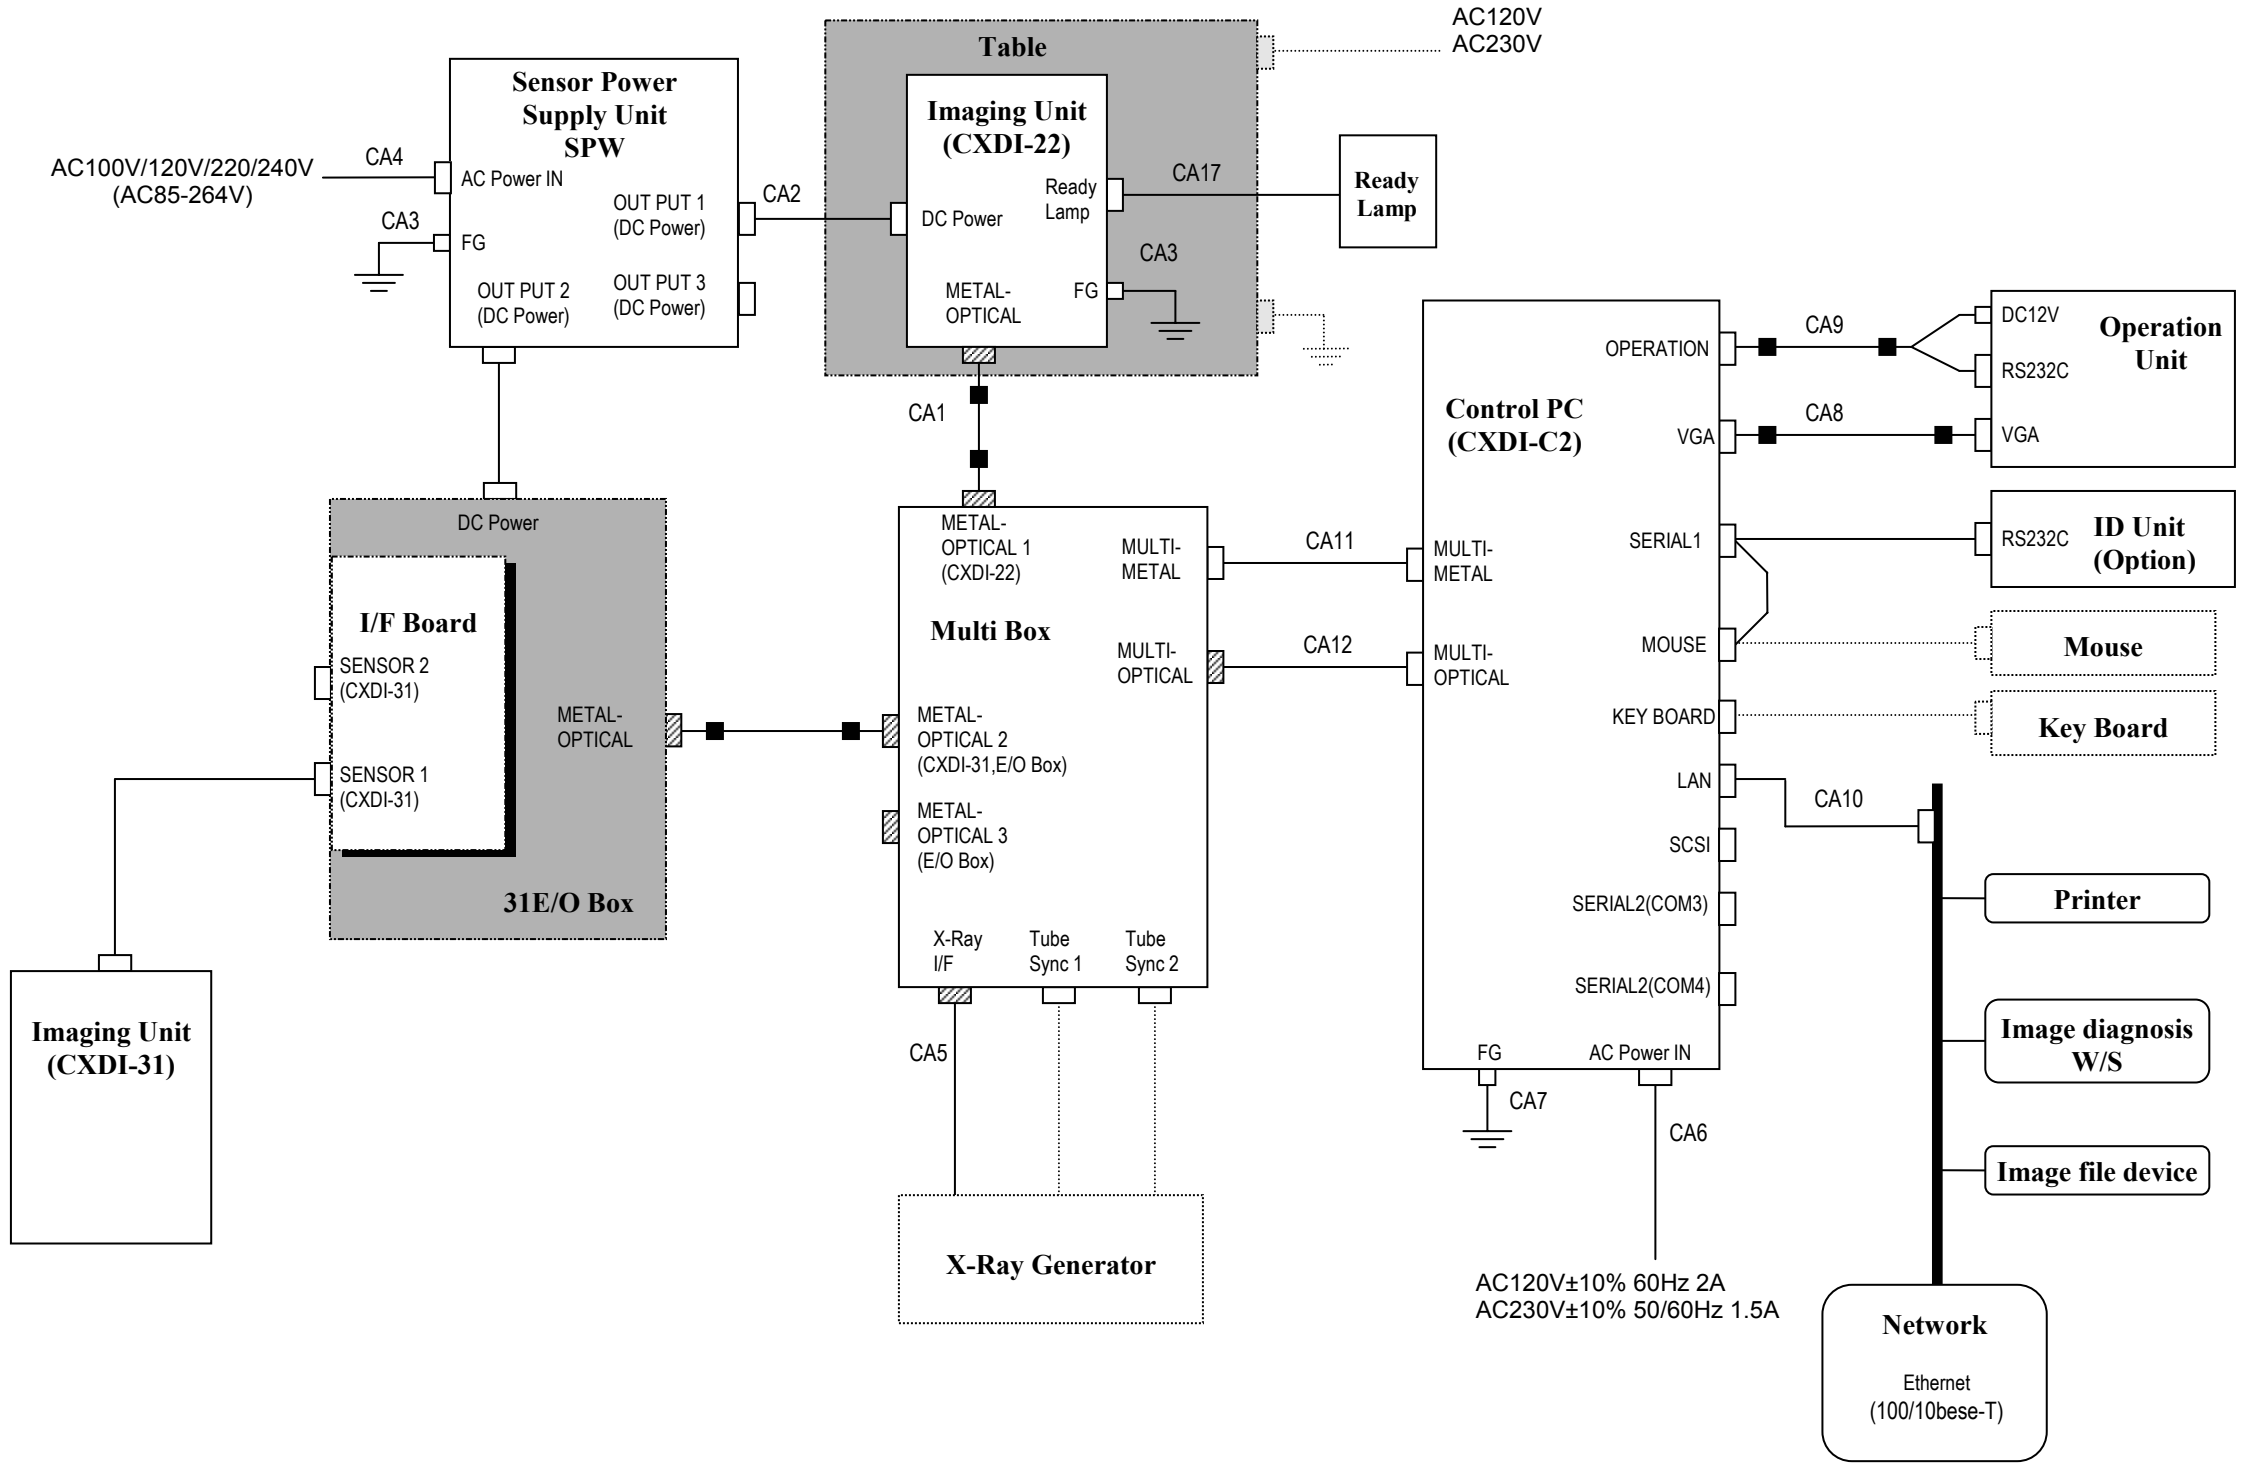 AC120V
AC230V
Table
Sensor Power
Supply Unit
SPW
Imaging Unit
(CXDI-22)
AC100V/120V/220/240V
(AC85-264V)
CA4
AC Power IN
CA3
FG
OUT PUT 1
(DC Power)
OUT PUT 2
(DC Power)
OUT PUT 3
(DC Power)
CA2
DC Power
Ready
Lamp
METAL-
OPTICAL
FG
CA17
CA3
Ready
Lamp
CA1
Control PC
(CXDI-C2)
OPERATION
VGA
SERIAL1
MOUSE
KEY BOARD
LAN
SCSI
SERIAL2(COM3)
SERIAL2(COM4)
MULTI-
METAL
MULTI-
OPTICAL
FG
AC Power IN
CA9
DC12V
RS232C
Operation
Unit
CA8
VGA
RS232C
ID Unit
(Option)
Mouse
Key Board
CA10
DC Power
I/F Board
SENSOR 2
(CXDI-31)
SENSOR 1
(CXDI-31)
METAL-
OPTICAL
31E/O Box
METAL-
OPTICAL 1
(CXDI-22)
MULTI-
METAL
Multi Box
MULTI-
OPTICAL
METAL-
OPTICAL 2
(CXDI-31,E/O Box)
METAL-
OPTICAL 3
(E/O Box)
X-Ray
I/F
Tube
Sync 1
Tube
Sync 2
CA11
CA12
Imaging Unit
(CXDI-31)
CA5
X-Ray Generator
CA7
CA6
AC120V±10% 60Hz 2A
AC230V±10% 50/60Hz 1.5A
Printer
Image diagnosis
W/S
Image file device
Network
Ethernet
(100/10bese-T)